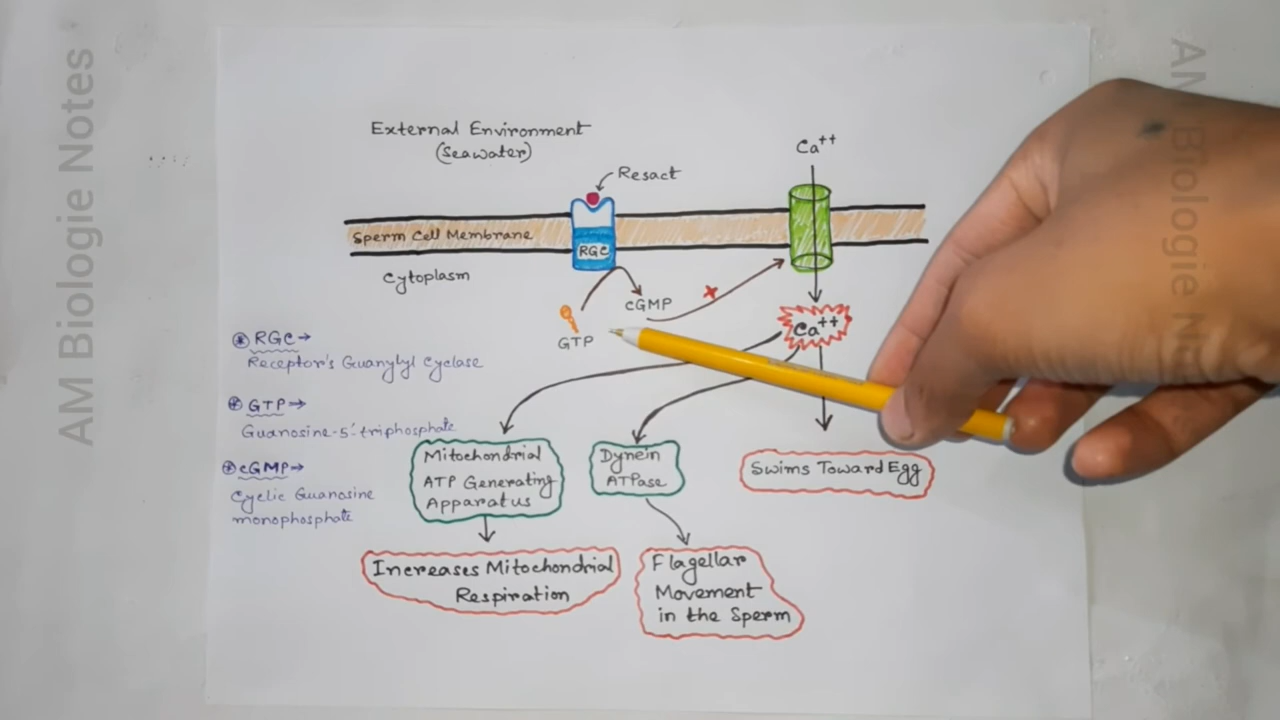 AM Biologie Notes
External Environment
(Seawater)
Resact
Ca++
Sperm Cell Membrane
RGC
Cytoplasm
cGMP
GTP
Ca++
RGC→
Receptor's Guanylyl Cyclase
GTP→
Guanosine-5'-triphosphate
cGMP→
Cyclic Guanosine
monophosphate
Mitochondrial
ATP Generating
Apparatus
Dynein
ATPase
Swims Toward Egg
Increases Mitochondrial
Respiration
Flagellar
Movement
in the Sperm
AM Biologie Notes